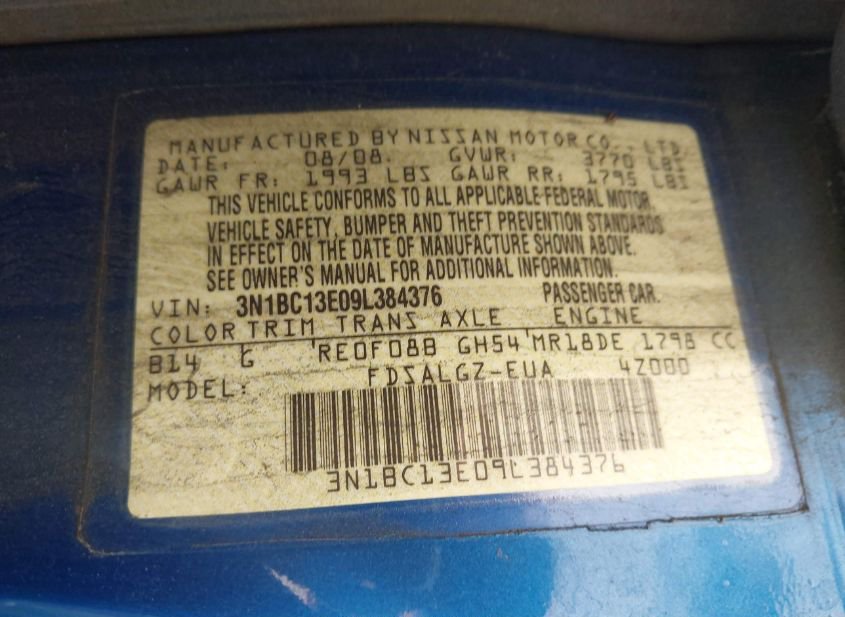 MANUFACTURED BY NISSAN MOTOR CO., LTD.
DATE: 08/08. GVWR: 3770 LBS
GAWR FR: 1993 LBS GAWR RR: 1795 LBS
THIS VEHICLE CONFORMS TO ALL APPLICABLE FEDERAL MOTOR
VEHICLE SAFETY, BUMPER AND THEFT PREVENTION STANDARDS
IN EFFECT ON THE DATE OF MANUFACTURE SHOWN ABOVE.
SEE OWNER'S MANUAL FOR ADDITIONAL INFORMATION.
VIN: 3N1BC13E09L384376 PASSENGER CAR.
COLOR TRIM TRANS AXLE ENGINE
B14 G 'RE0F08B GH54'MR18DE 1798 CC
MODEL: FDSALGZ-EUA 4Z000
3N1BC13E09L384376